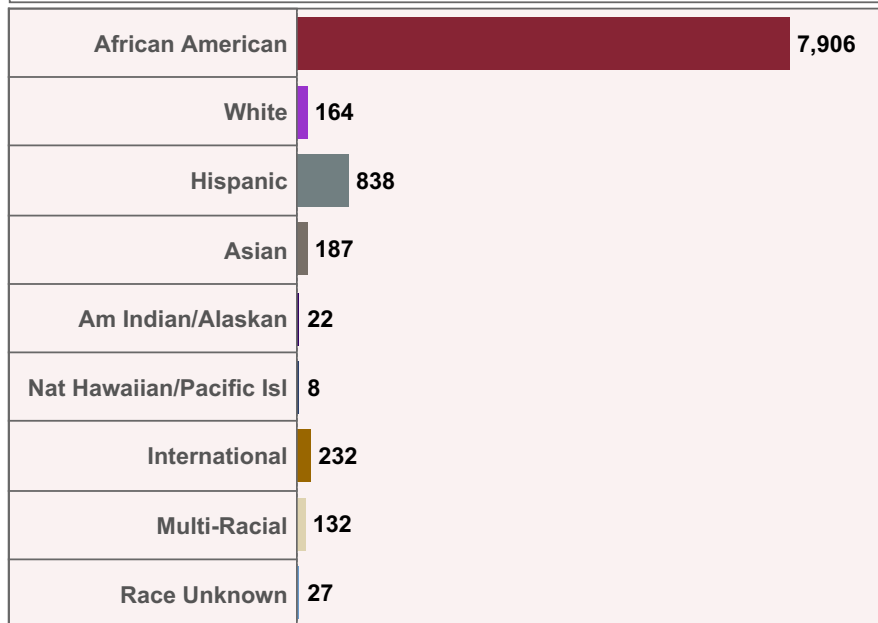 African American 7,906
White 164
Hispanic 838
Asian 187
Am Indian/Alaskan 22
Nat Hawaiian/Pacific Isl 8
International 232
Multi-Racial 132
Race Unknown 27